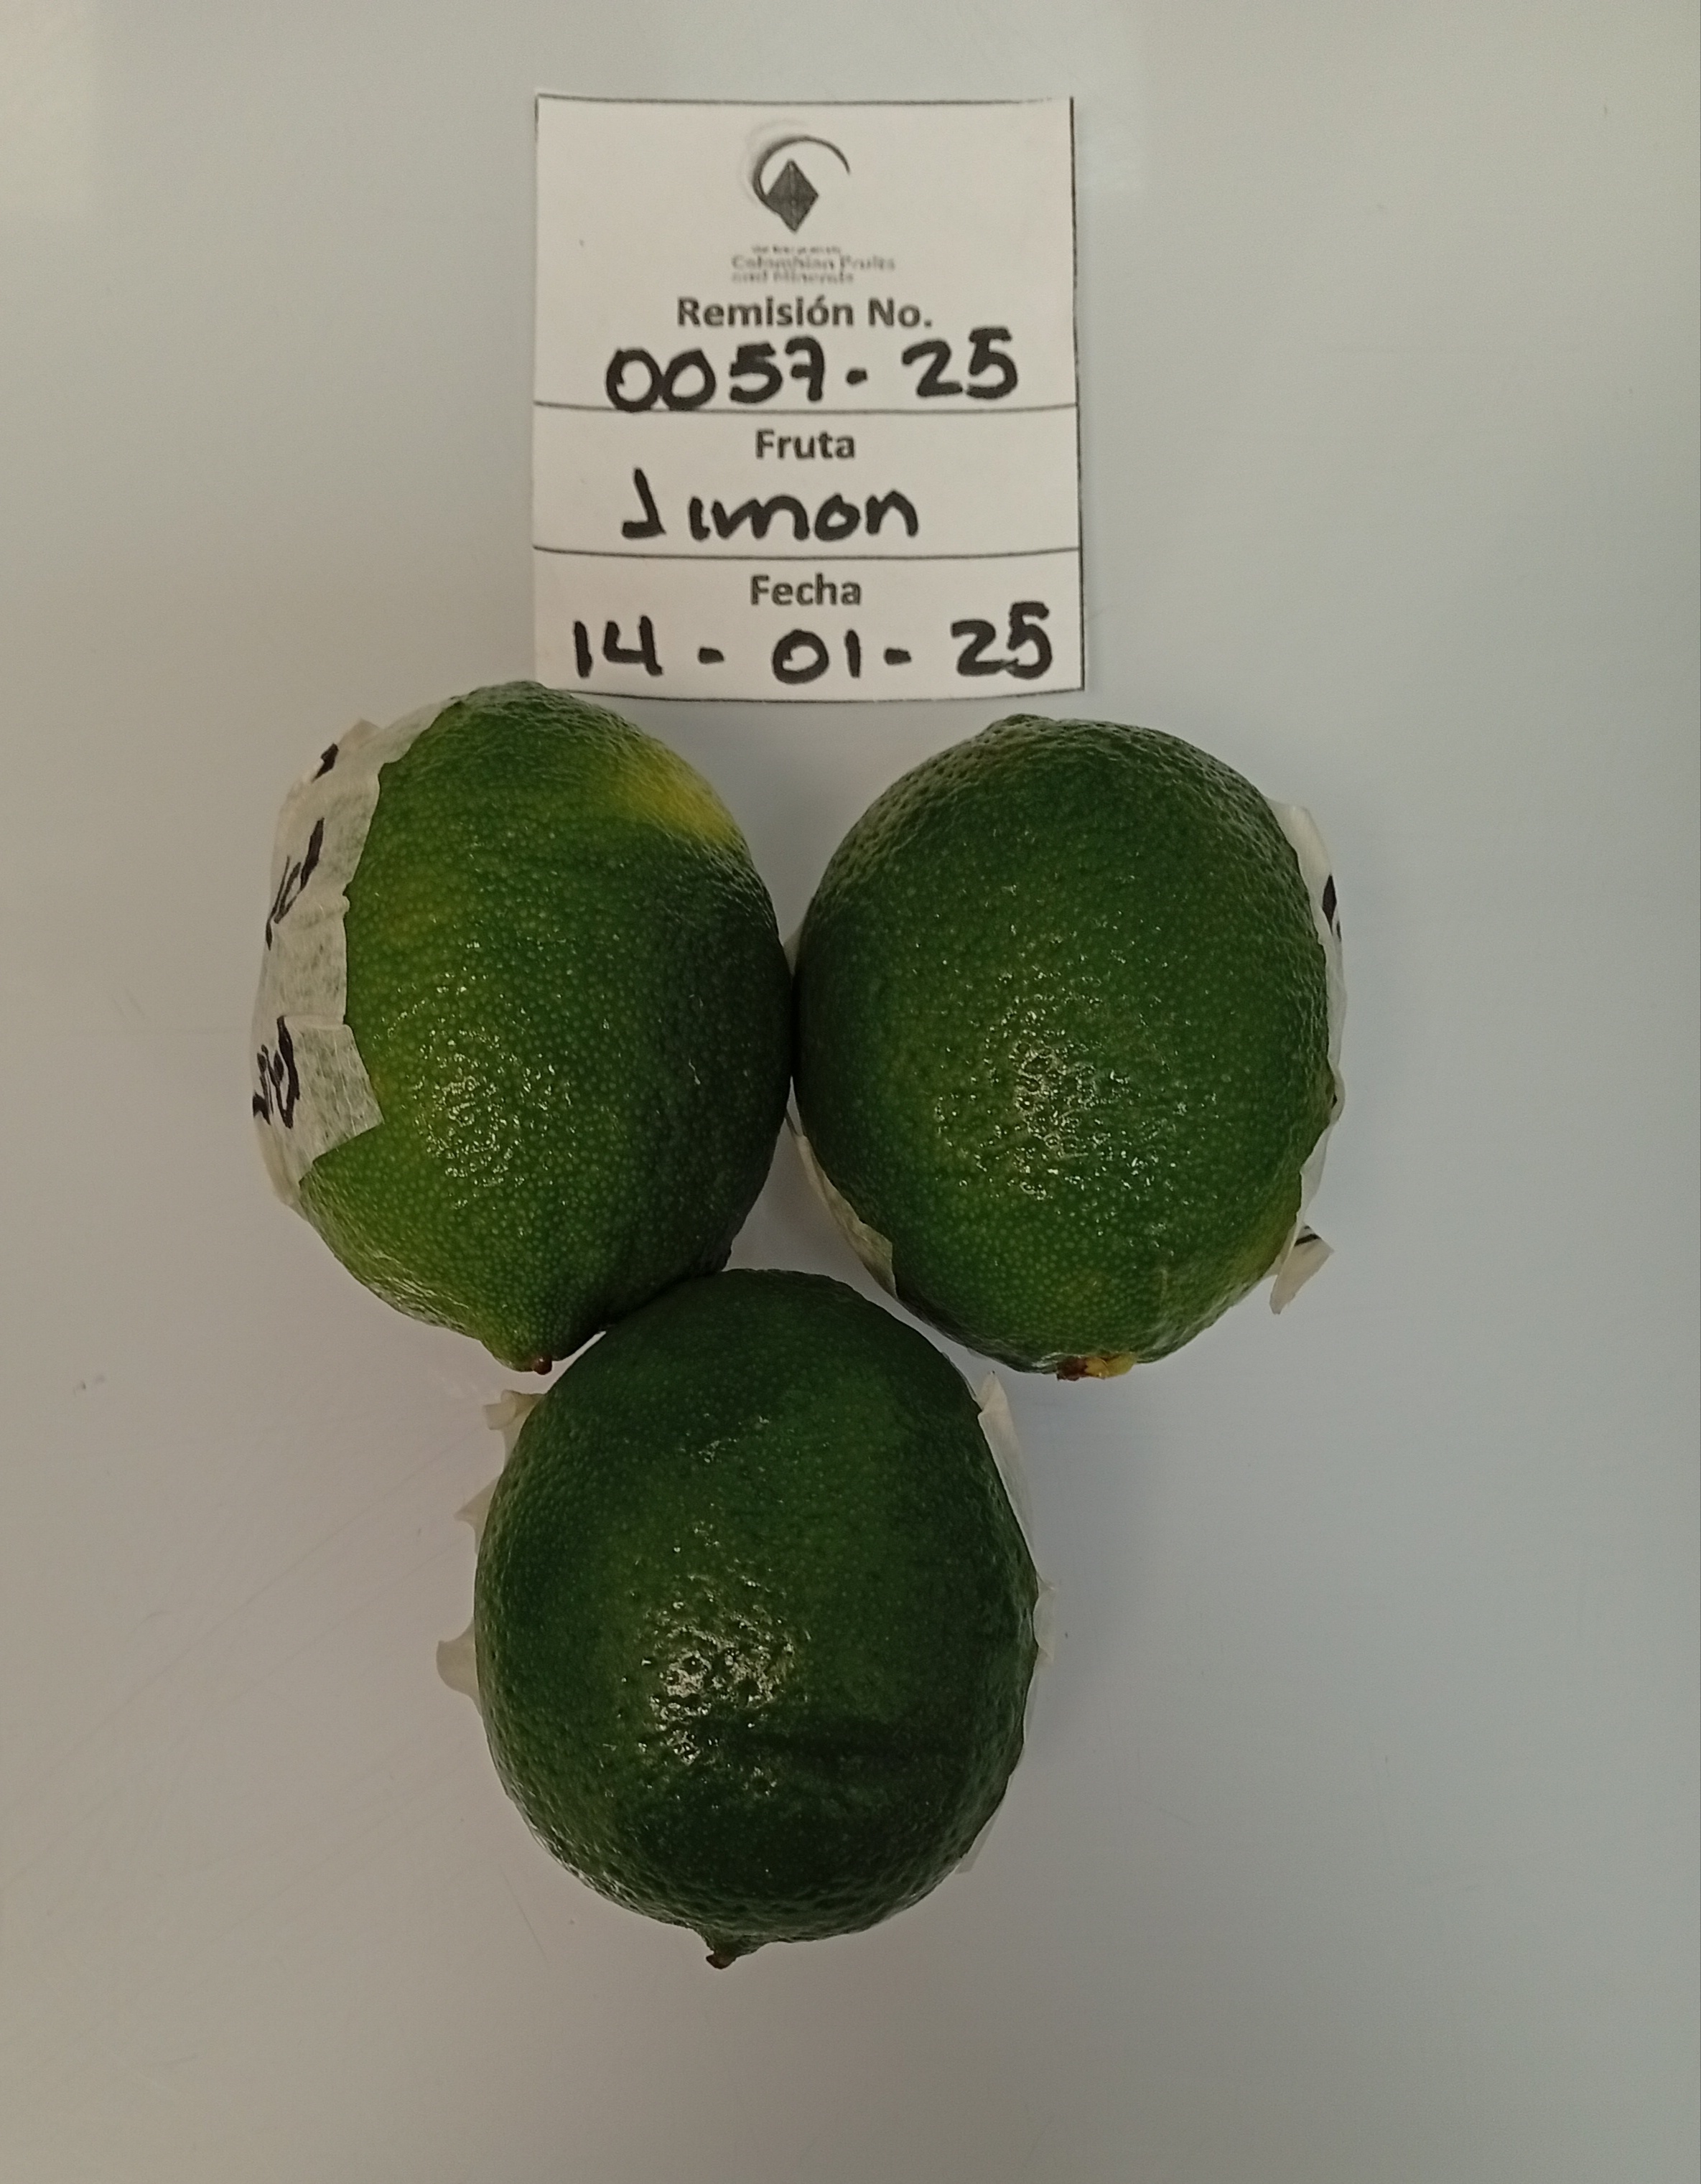 Colombian Fruits
and Minerals
Remisión No.
0057-25
Fruta
Limon
Fecha
14-01-25